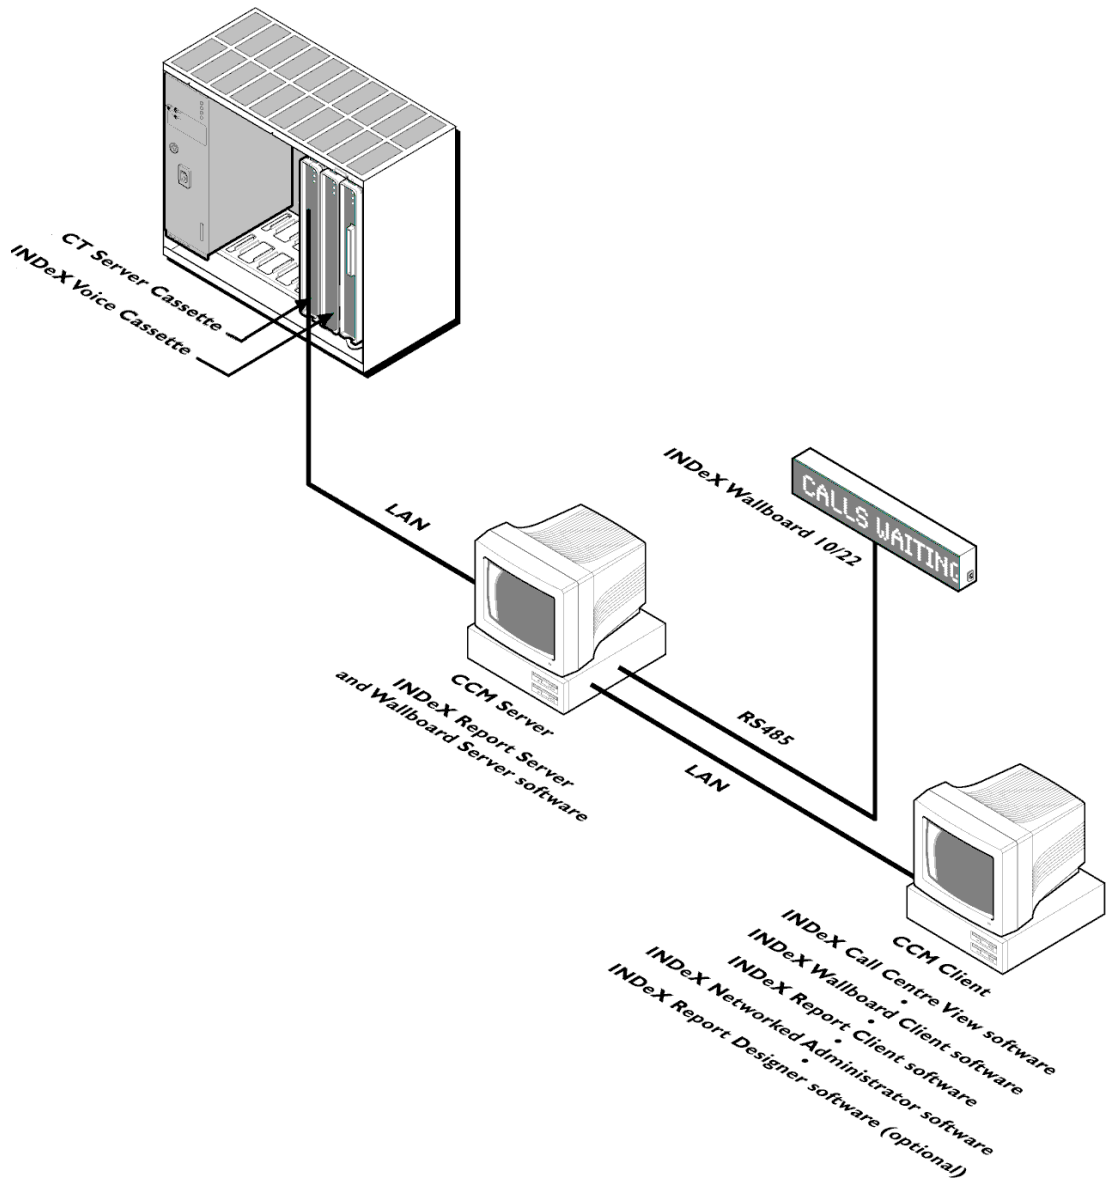 CT Server Cassette
INDeX Voice Cassette
LAN
INDeX Wallboard 10/22
CALLS WAITING
CCM Server
INDeX Report Server
and Wallboard Server software
RS485
LAN
CCM Client
INDeX Call Centre View software
•
INDeX Wallboard Client software
•
INDeX Report Client software
•
INDeX Networked Administrator software
•
INDeX Report Designer software (optional)